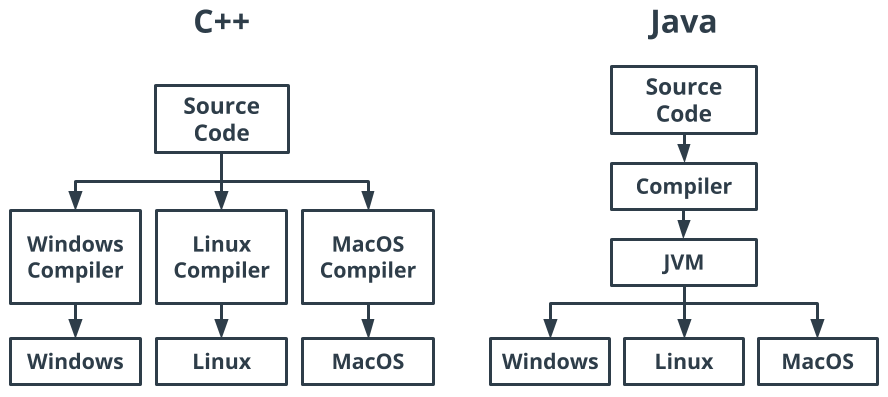 C++
Source
Code
Windows
Compiler
Linux
Compiler
MacOS
Compiler
Windows
Linux
MacOS
Java
Source
Code
Compiler
JVM
Windows
Linux
MacOS